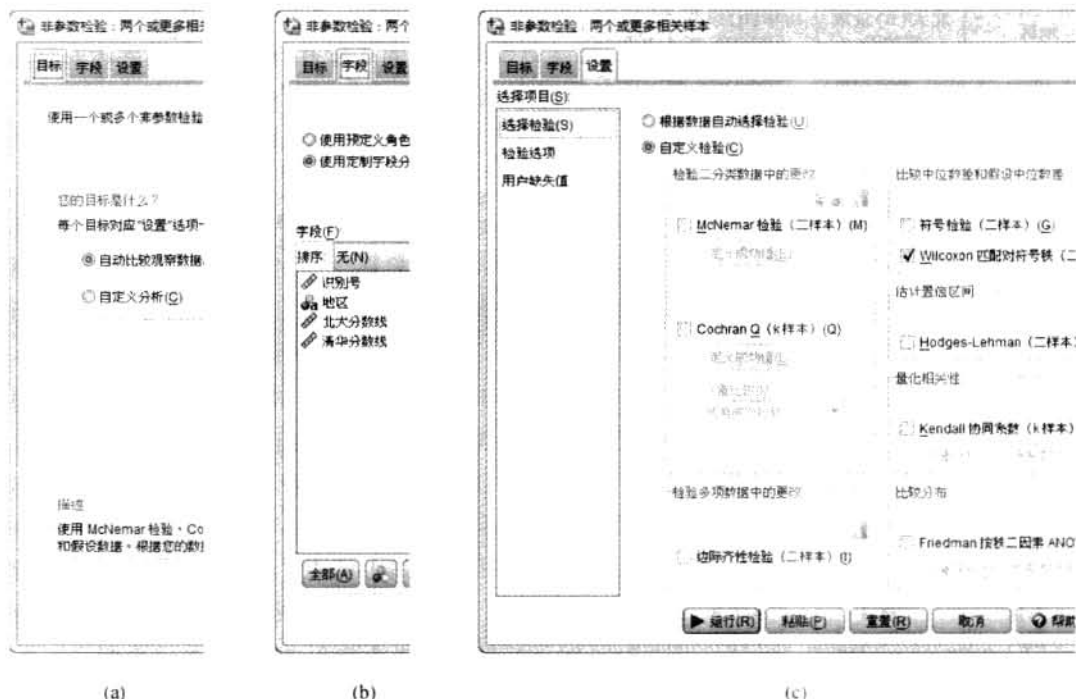 非参数检验：两个或更多相关
目标 字段 设置
使用一个或多个非参数检验
您的目标是什么？
每个目标对应"设置"选项
自动比较观察数据
自定义分析(C)
描述
使用 McNemar 检验、Co
和假设数据。根据您的数据
(a)
非参数检验：两个
目标 字段 设置
使用预定义角色
使用定制字段分
字段(F)
排序: 无(N)
识别号
地区
北大分数线
清华分数线
全部(A)
(b)
非参数检验：两个或更多相关样本
目标 字段 设置
选择项目(S):
选择检验(S)
检验选项
用户缺失值
根据数据自动选择检验(U)
自定义检验(C)
检验二分类数据中的更改
McNemar 检验（二样本）(M)
Cochran Q（k样本）(Q)
检验多项数据中的更改
边际齐性检验（二样本）(I)
比较中位数差和假设中位数差
符号检验（二样本）(G)
Wilcoxon 匹配对符号秩（二
估计置信区间
Hodges-Lehman（二样本）
量化相关性
Kendall 协同系数（k样本）
比较分布
Friedman 按秩二因素 ANO
运行(R) 粘贴(P) 重置(R) 取消 帮助
(c)